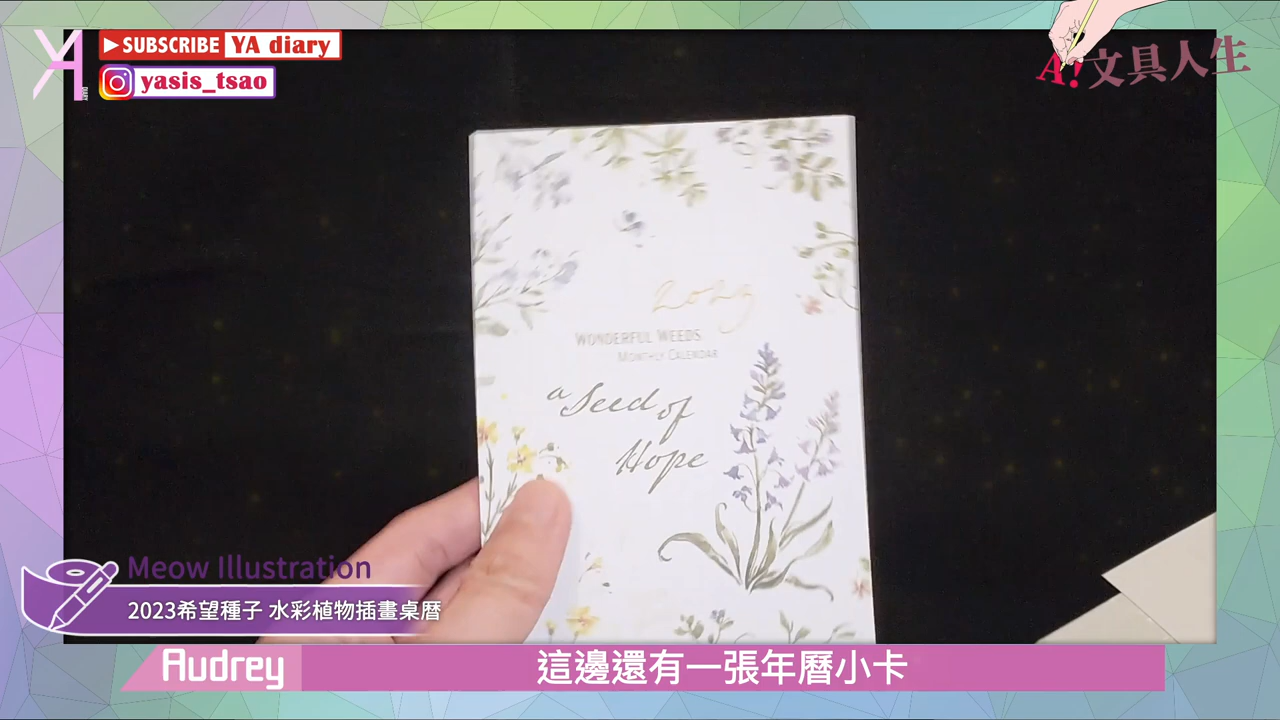 YA
DIARY
SUBSCRIBE YA diary
yasis_tsao
A!文具人生
2023
WONDERFUL WEEDS
MONTHLY CALENDAR
a Seed of
Hope
Meow Illustration
2023希望種子 水彩植物插畫桌曆
Audrey
這邊還有一張年曆小卡